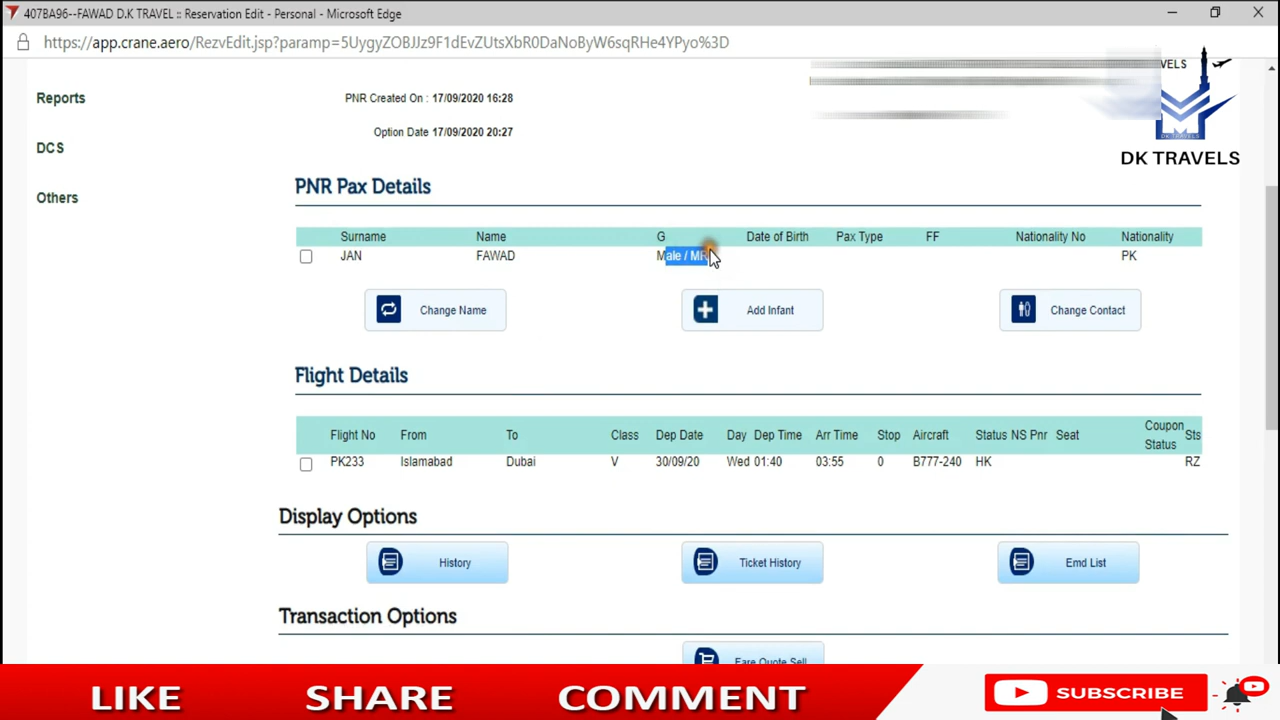 407BA96--FAWAD D.K TRAVEL :: Reservation Edit - Personal - Microsoft Edge
https://app.crane.aero/RezvEdit.jsp?paramp=5UygyZOBJJz9F1dEvZUtsXbR0DaNoByW6sqRHe4YPyo%3D
VELS
Reports
PNR Created On : 17/09/2020 16:28
Option Date 17/09/2020 20:27
DCS
DK TRAVELS
Others
PNR Pax Details
Surname Name G Date of Birth Pax Type FF Nationality No Nationality
JAN FAWAD Male / MR PK
Change Name Add Infant Change Contact
Flight Details
Flight No From To Class Dep Date Day Dep Time Arr Time Stop Aircraft Status NS Pnr Seat Coupon Status Sts
PK233 Islamabad Dubai V 30/09/20 Wed 01:40 03:55 0 B777-240 HK RZ
Display Options
History Ticket History Emd List
Transaction Options
Fare Quote Sell
LIKE SHARE COMMENT SUBSCRIBE